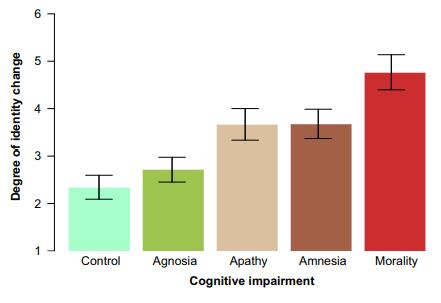 6
5
4
3
2
1
Degree of identity change
Control Agnosia Apathy Amnesia Morality
Cognitive impairment